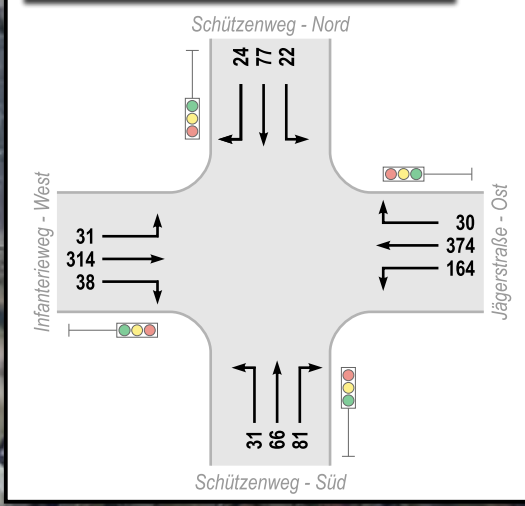 Schützenweg - Nord
24 77 22
Infanterieweg - West
31
314
38
30
374
164
Jägerstraße - Ost
31 66 81
Schützenweg - Süd